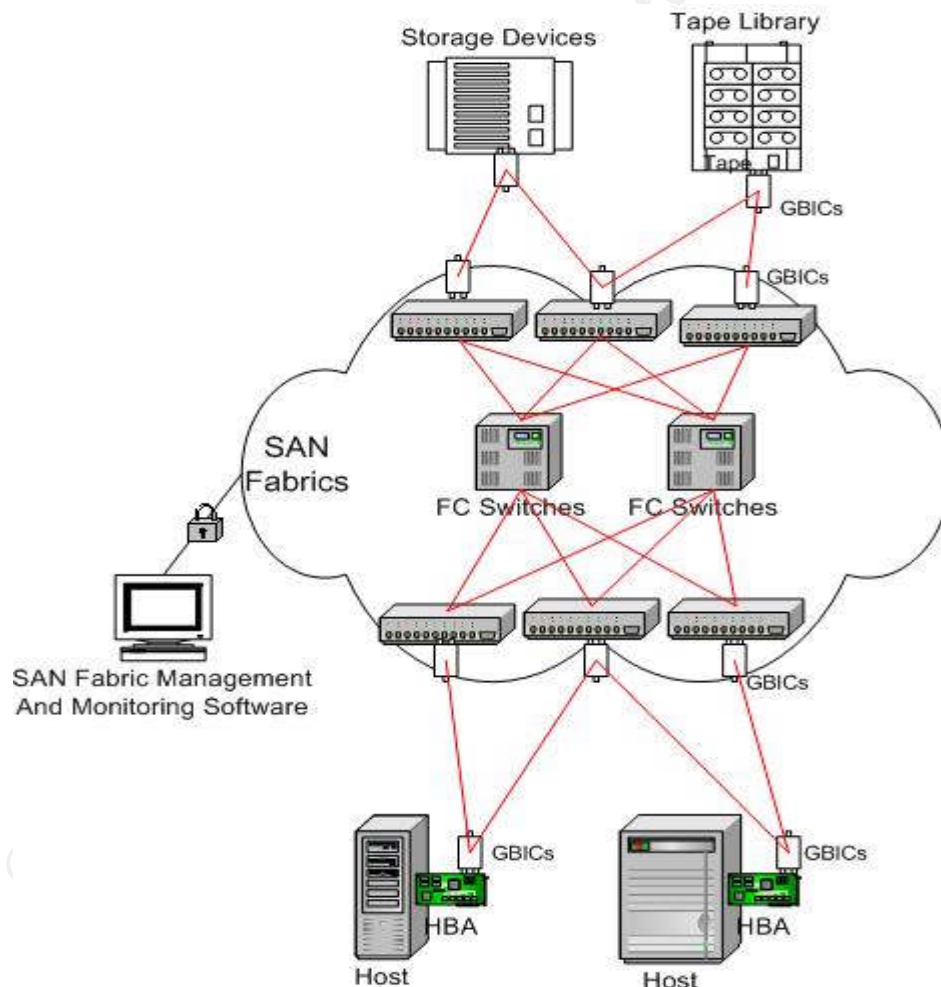 Storage Devices
Tape Library
Tape
GBICs
GBICs
SAN
Fabrics
FC Switches
FC Switches
SAN Fabric Management
And Monitoring Software
GBICs
GBICs
GBICs
HBA
HBA
Host
Host